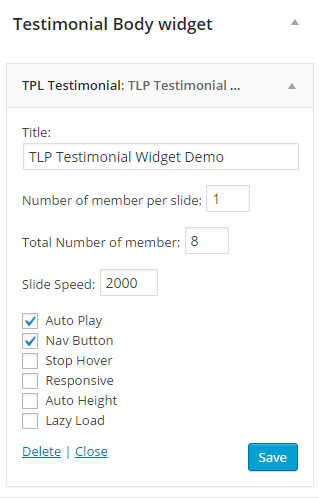 Testimonial Body widget
TPL Testimonial: TLP Testimonial ...
Title:
TLP Testimonial Widget Demo
Number of member per slide: 1
Total Number of member: 8
Slide Speed: 2000
Auto Play
Nav Button
Stop Hover
Responsive
Auto Height
Lazy Load
Delete | Close Save